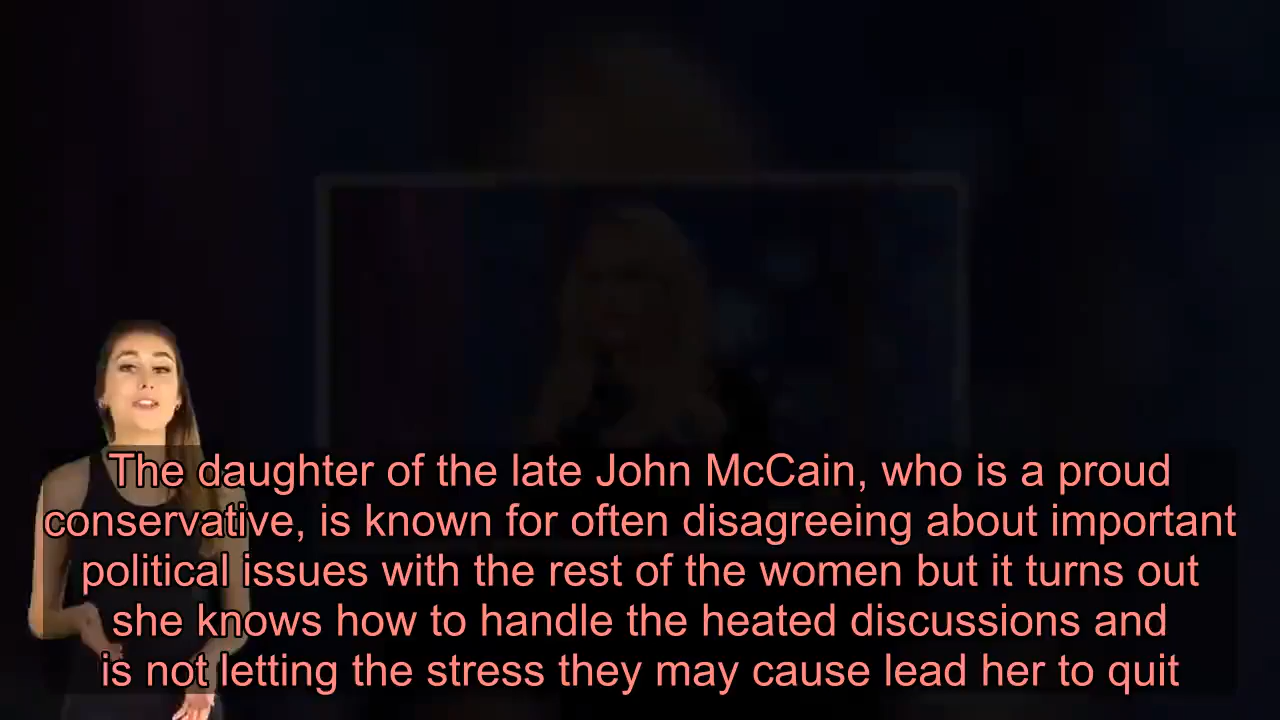 The daughter of the late John McCain, who is a proud
conservative, is known for often disagreeing about important
political issues with the rest of the women but it turns out
she knows how to handle the heated discussions and
is not letting the stress they may cause lead her to quit